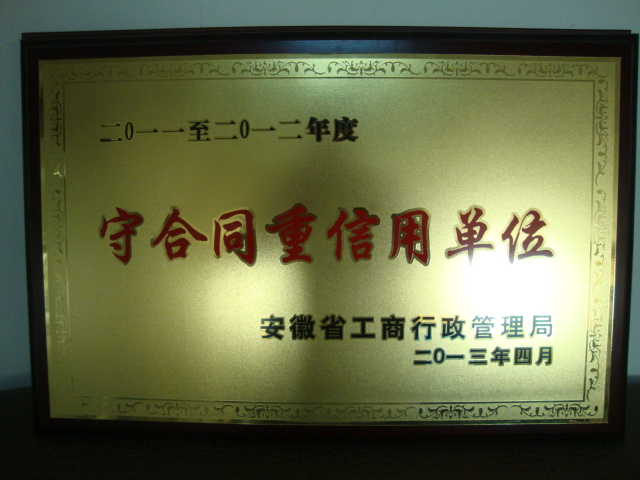 二0一一至二0一二年度
守合同重信用单位
安徽省工商行政管理局
二0一三年四月